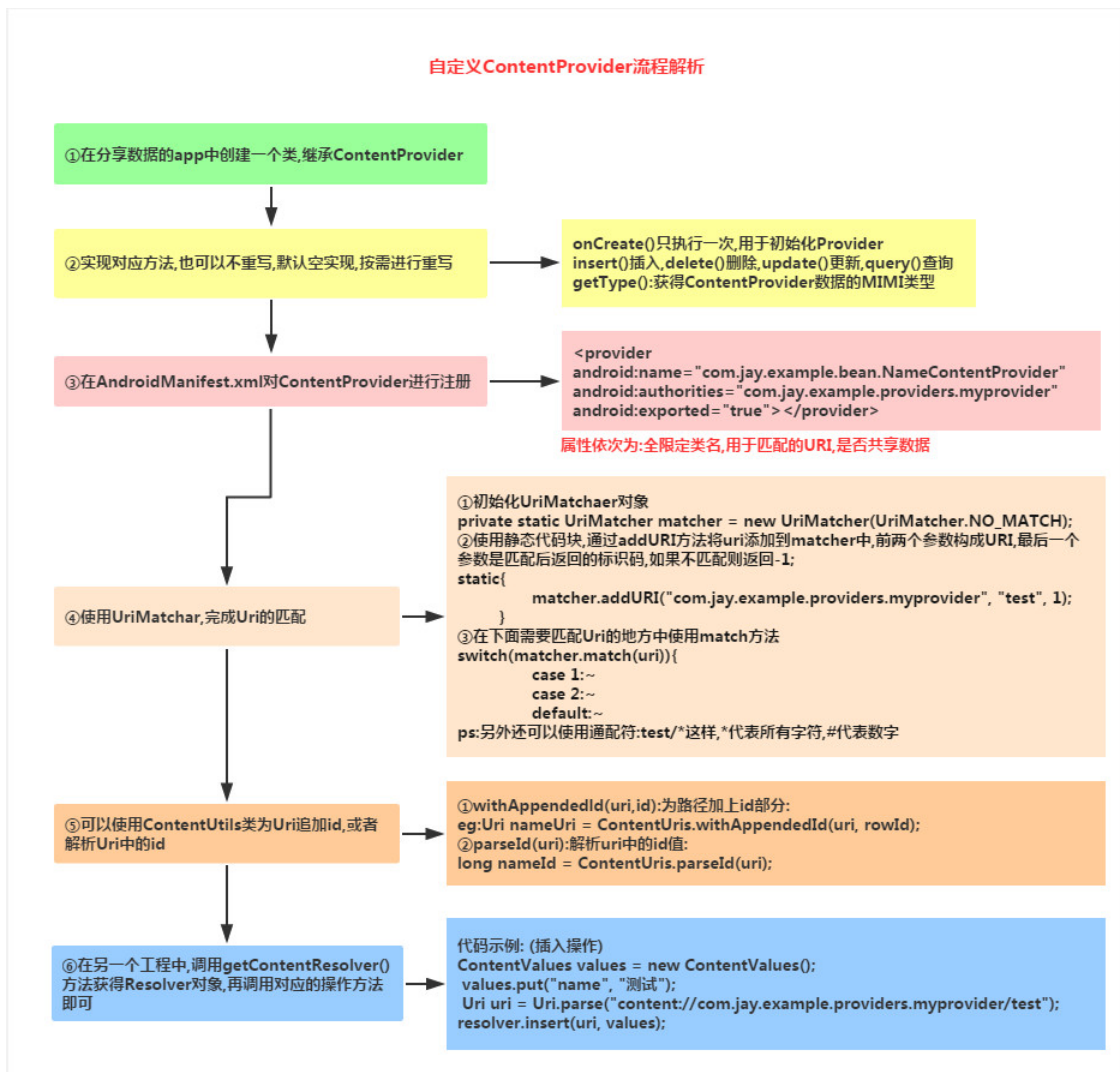 自定义ContentProvider流程解析
①在分享数据的app中创建一个类,继承ContentProvider
②实现对应方法,也可以不重写,默认空实现,按需进行重写
onCreate()只执行一次,用于初始化Provider
insert()插入,delete()删除,update()更新,query()查询
getType():获得ContentProvider数据的MIMI类型
③在AndroidManifest.xml对ContentProvider进行注册
<provider
android:name="com.jay.example.bean.NameContentProvider"
android:authorities="com.jay.example.providers.myprovider"
android:exported="true"></provider>
属性依次为:全限定类名,用于匹配的URI,是否共享数据
④使用UriMatchar,完成Uri的匹配
①初始化UriMatchaer对象
private static UriMatcher matcher = new UriMatcher(UriMatcher.NO_MATCH);
②使用静态代码块,通过addURI方法将uri添加到matcher中,前两个参数构成URI,最后一个
参数是匹配后返回的标识码,如果不匹配则返回-1;
static{
matcher.addURI("com.jay.example.providers.myprovider", "test", 1);
}
③在下面需要匹配Uri的地方中使用match方法
switch(matcher.match(uri)){
case 1:~
case 2:~
default:~
ps:另外还可以使用通配符:test/*这样,*代表所有字符,#代表数字
⑤可以使用ContentUtils类为Uri追加id,或者
解析Uri中的id
①withAppendedId(uri,id):为路径加上id部分:
eg:Uri nameUri = ContentUris.withAppendedId(uri, rowId);
②parseId(uri):解析uri中的id值:
long nameId = ContentUris.parseId(uri);
⑥在另一个工程中,调用getContentResolver()
方法获得Resolver对象,再调用对应的操作方法
即可
代码示例: (插入操作)
ContentValues values = new ContentValues();
values.put("name", "测试");
Uri uri = Uri.parse("content://com.jay.example.providers.myprovider/test");
resolver.insert(uri, values);